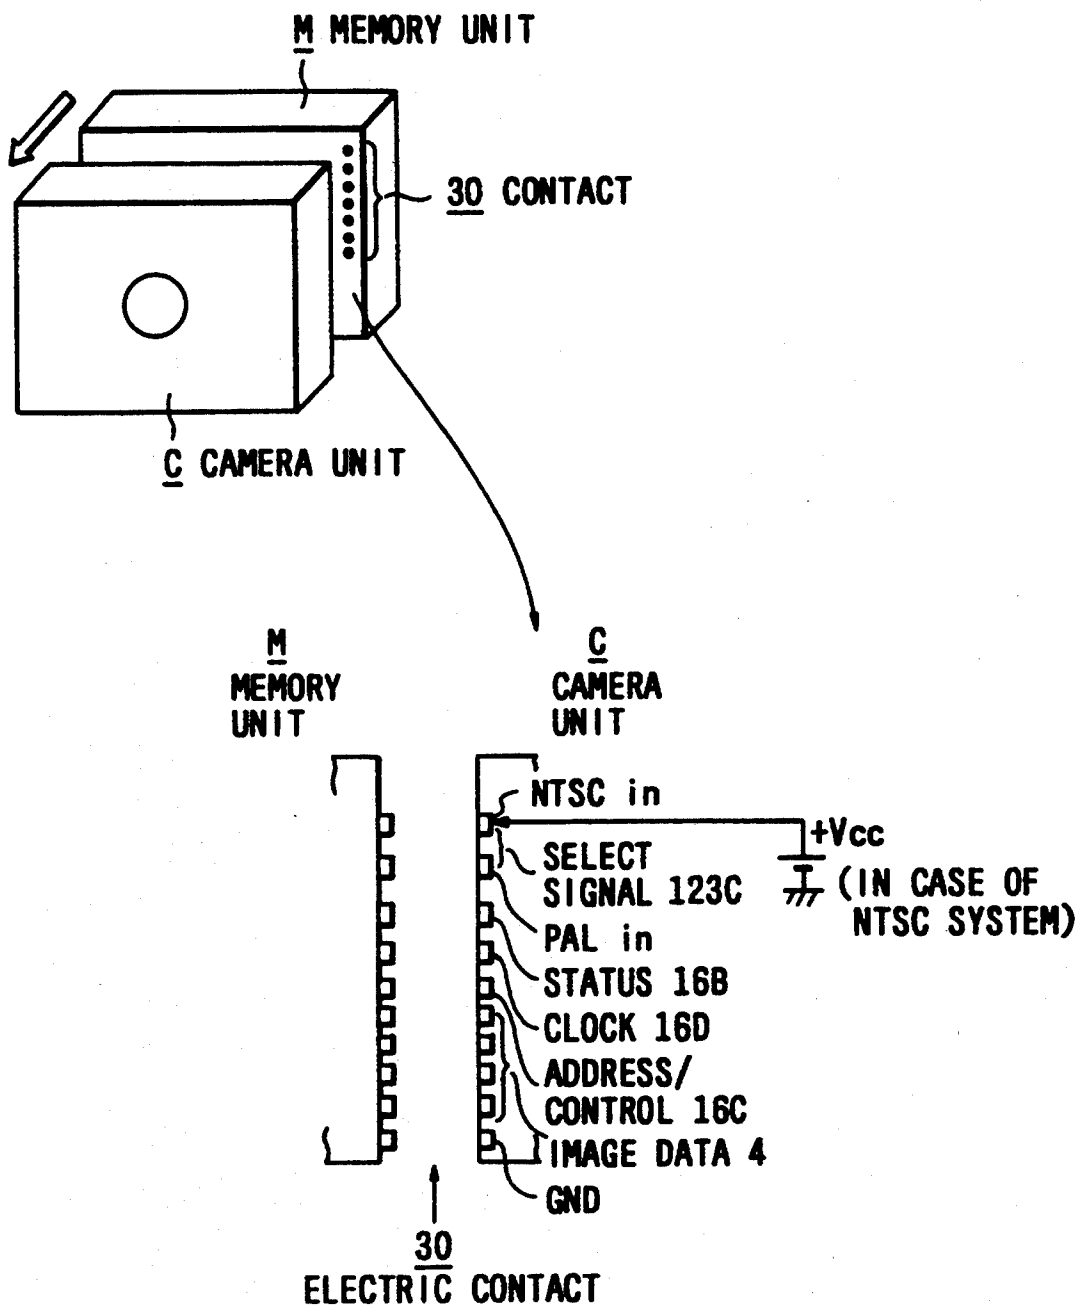 M MEMORY UNIT
30 CONTACT
C CAMERA UNIT
M
MEMORY
UNIT
C
CAMERA
UNIT
NTSC in
+Vcc
SELECT
SIGNAL 123C
(IN CASE OF
NTSC SYSTEM)
PAL in
STATUS 16B
CLOCK 16D
ADDRESS/
CONTROL 16C
IMAGE DATA 4
GND
30
ELECTRIC CONTACT